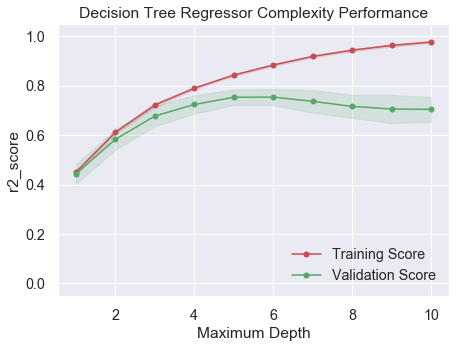 Decision Tree Regressor Complexity Performance
1.0
0.8
0.6
0.4
0.2
0.0
r2_score
2 4 6 8 10
Maximum Depth
Training Score
Validation Score